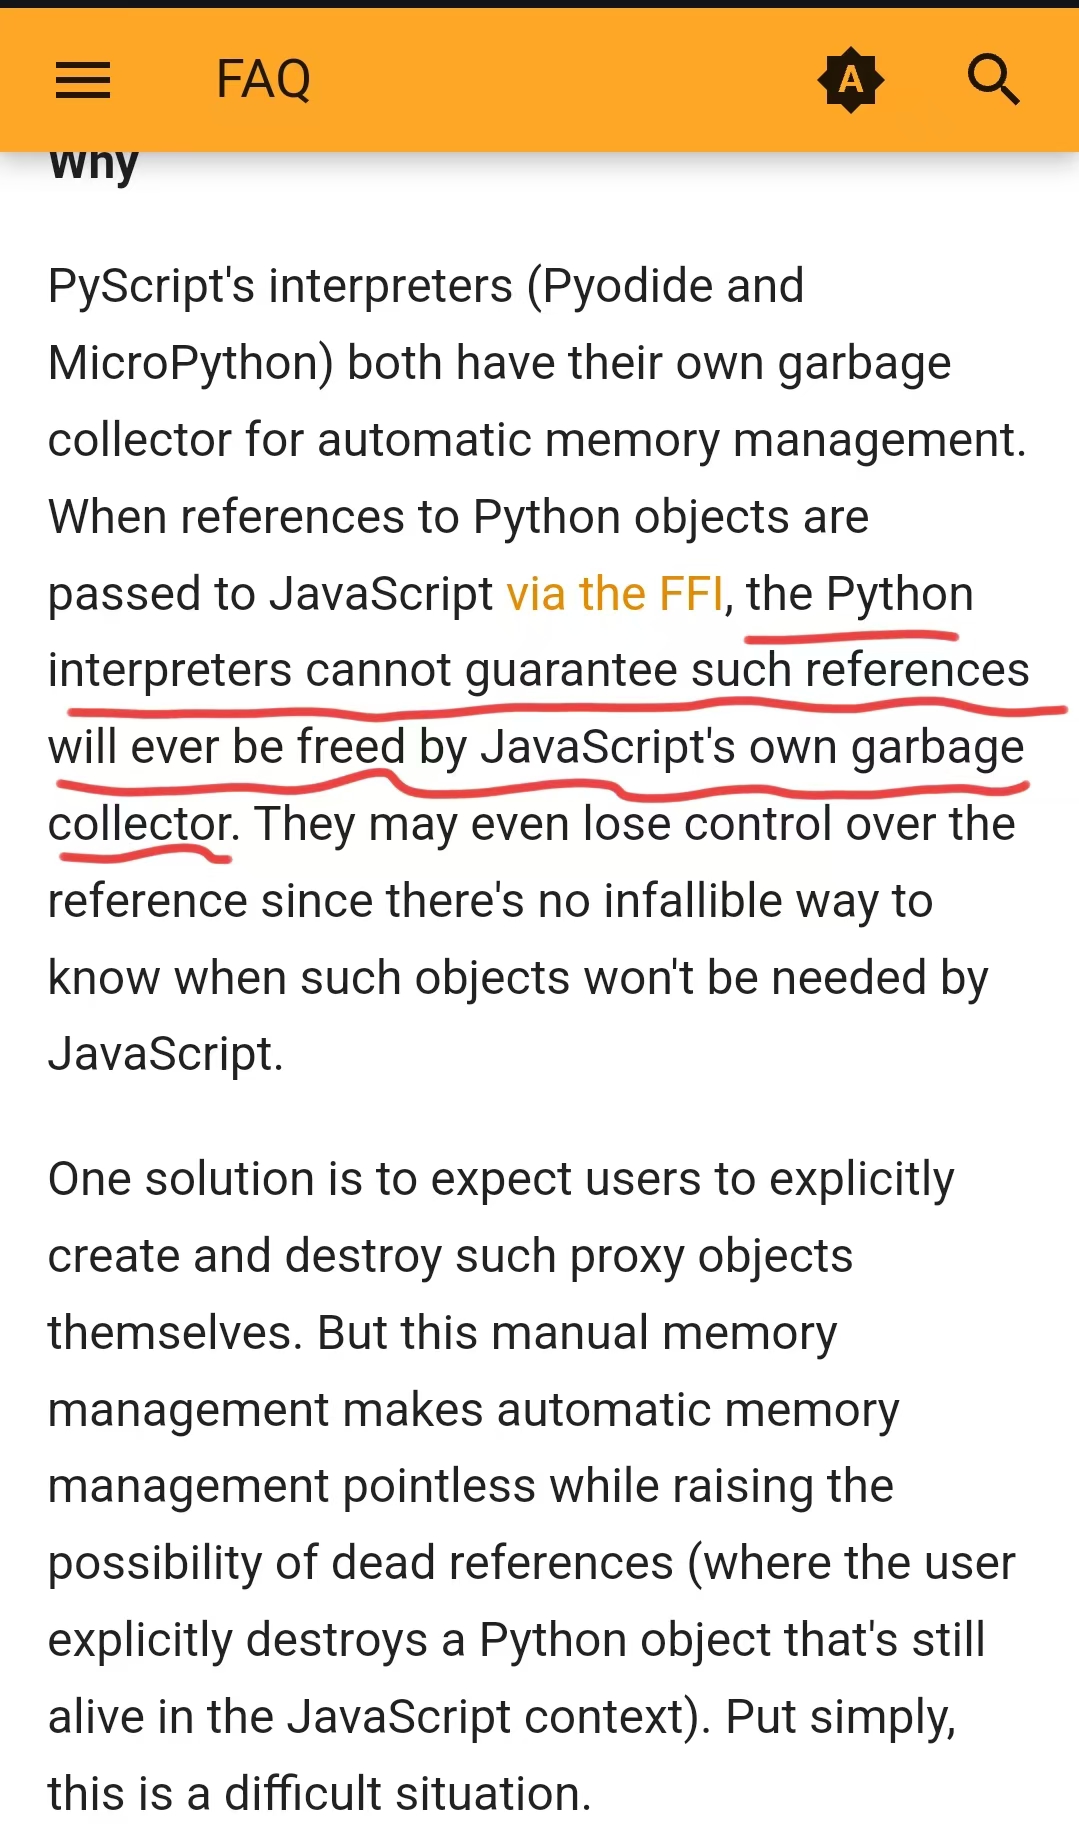 FAQ
A
Why
PyScript's interpreters (Pyodide and
MicroPython) both have their own garbage
collector for automatic memory management.
When references to Python objects are
passed to JavaScript via the FFI, the Python
interpreters cannot guarantee such references
will ever be freed by JavaScript's own garbage
collector. They may even lose control over the
reference since there's no infallible way to
know when such objects won't be needed by
JavaScript.
One solution is to expect users to explicitly
create and destroy such proxy objects
themselves. But this manual memory
management makes automatic memory
management pointless while raising the
possibility of dead references (where the user
explicitly destroys a Python object that's still
alive in the JavaScript context). Put simply,
this is a difficult situation.